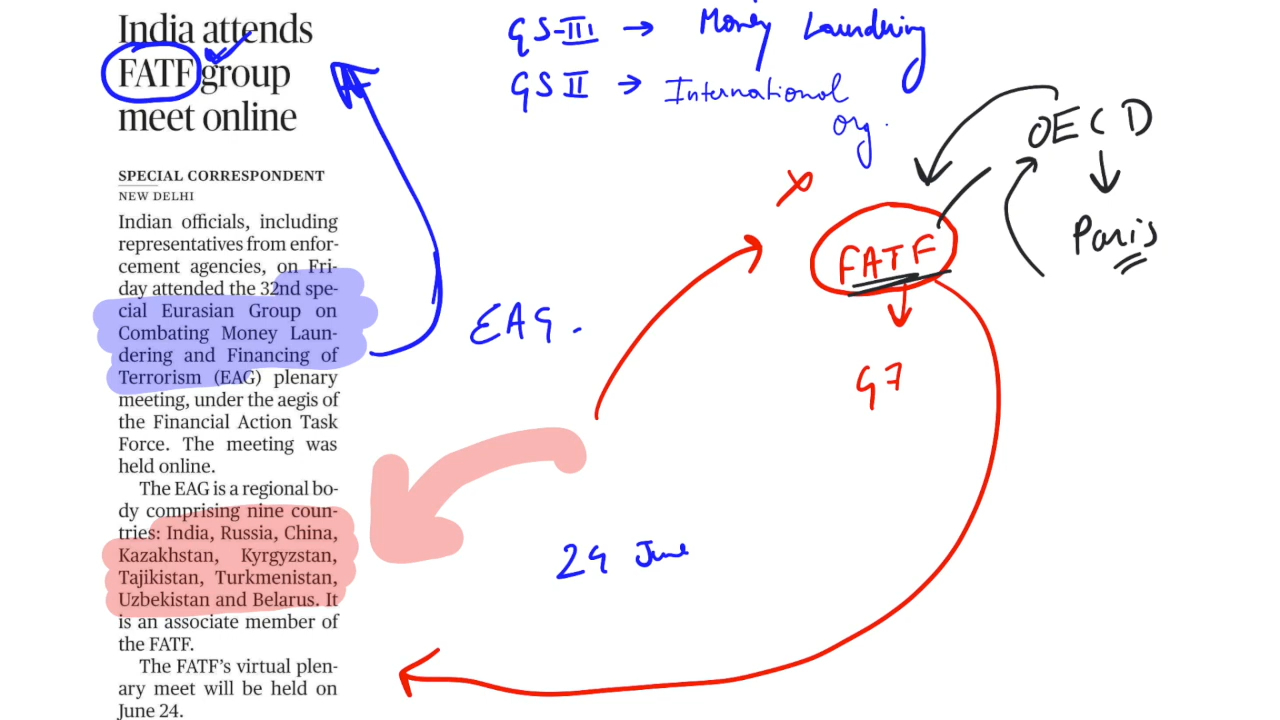 India attends
FATF group
meet online
SPECIAL CORRESPONDENT
NEW DELHI
Indian officials, including
representatives from enfor-
cement agencies, on Fri-
day attended the 32nd spe-
cial Eurasian Group on
Combating Money Laun-
dering and Financing of
Terrorism (EAG) plenary
meeting, under the aegis of
the Financial Action Task
Force. The meeting was
held online.
The EAG is a regional bo-
dy comprising nine coun-
tries: India, Russia, China,
Kazakhstan, Kyrgyzstan,
Tajikistan, Turkmenistan,
Uzbekistan and Belarus. It
is an associate member of
the FATF.
The FATF's virtual plen-
ary meet will be held on
June 24.
GS-III → Money Laundering
GS II → International
org.
OECD
Paris
FATF
G7
EAG.
24 June